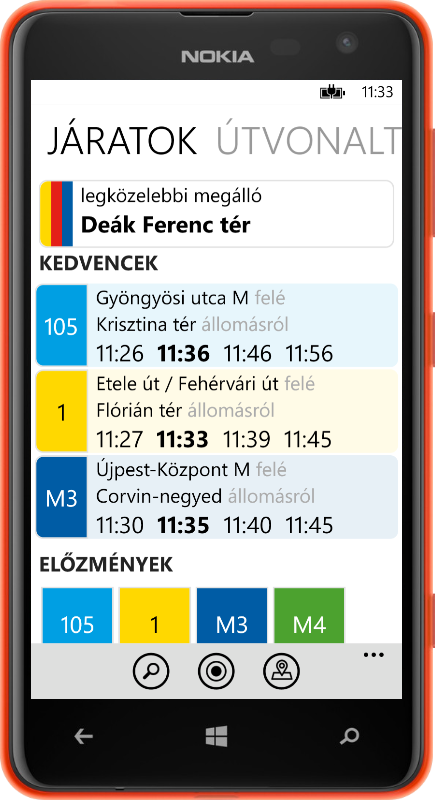 NOKIA
11:33
JÁRATOK ÚTVONALT
legközelebbi megálló
Deák Ferenc tér
KEDVENCEK
105
Gyöngyösi utca M felé
Krisztina tér állomásról
11:26 11:36 11:46 11:56
1
Etele út / Fehérvári út felé
Flórián tér állomásról
11:27 11:33 11:39 11:45
M3
Újpest-Központ M felé
Corvin-negyed állomásról
11:30 11:35 11:40 11:45
ELŐZMÉNYEK
105 1 M3 M4